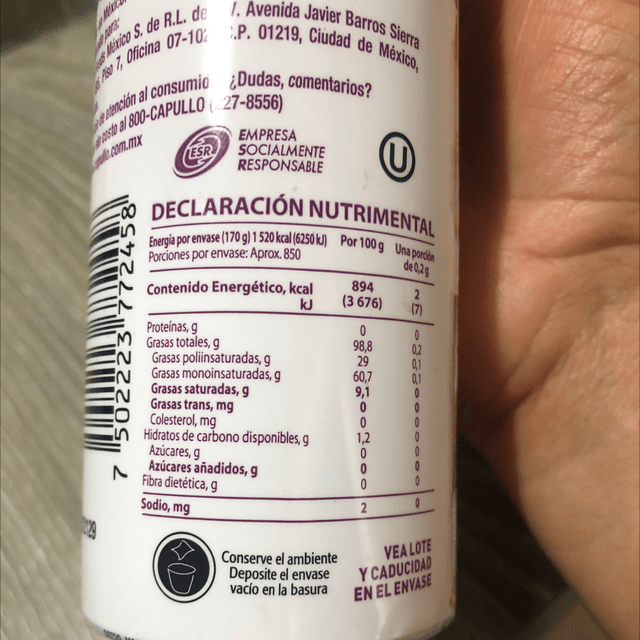 México S. de R.L. de V. Avenida Javier Barros Sierra
Piso 7, Oficina 07-102 C.P. 01219, Ciudad de México,
de atención al consumid ¿Dudas, comentarios?
sin costo al 800-CAPULLO ( 27-8556)
.com.mx
ESR
EMPRESA
SOCIALMENTE
RESPONSABLE
U
DECLARACIÓN NUTRIMENTAL
Energía por envase (170 g) 1 520 kcal (6250 kJ) Por 100 g Una porción
Porciones por envase: Aprox. 850 de 0,2 g
Contenido Energético, kcal 894 2
kJ (3 676) (7)
Proteínas, g 0 0
Grasas totales, g 98,8 0,2
Grasas poliinsaturadas, g 29 0,1
Grasas monoinsaturadas, g 60,7 0,1
Grasas saturadas, g 9,1 0
Grasas trans, mg 0 0
Colesterol, mg 0 0
Hidratos de carbono disponibles, g 1,2 0
Azúcares, g 0 0
Azúcares añadidos, g 0 0
Fibra dietética, g 0 0
Sodio, mg 2 0
7 502223 772458
Conserve el ambiente
Deposite el envase
vacío en la basura
VEA LOTE
Y CADUCIDAD
EN EL ENVASE